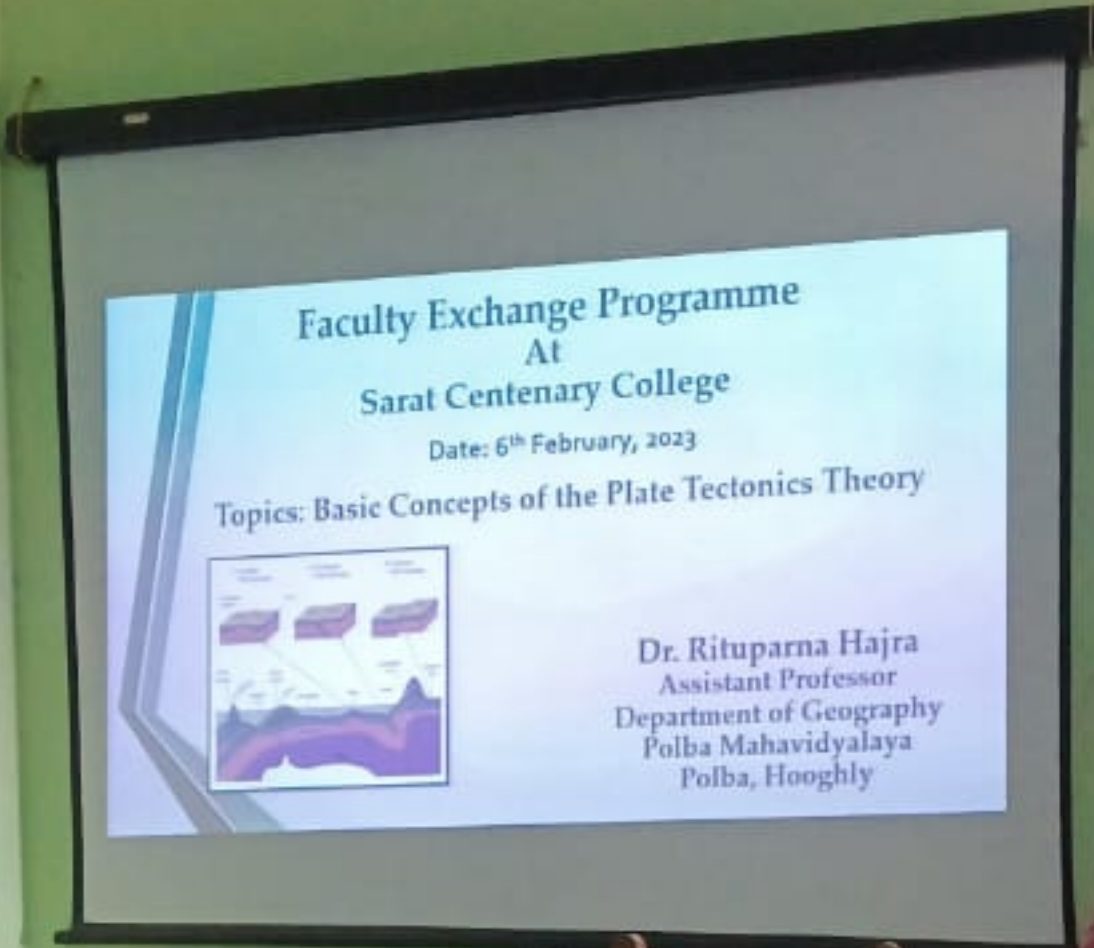 Faculty Exchange Programme
At
Sarat Centenary College
Date: 6th February, 2023
Topics: Basic Concepts of the Plate Tectonics Theory
Dr. Rituparna Hajra
Assistant Professor
Department of Geography
Polba Mahavidyalaya
Polba, Hooghly